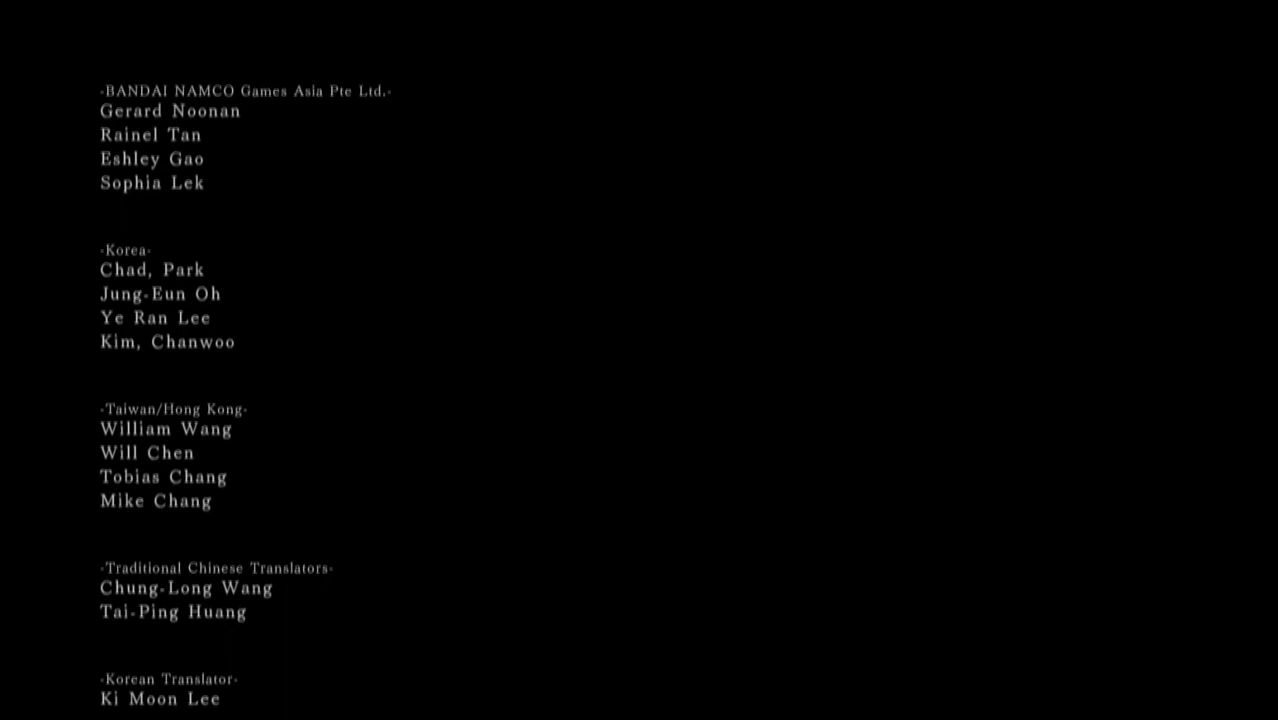 -BANDAI NAMCO Games Asia Pte Ltd.-
Gerard Noonan
Rainel Tan
Eshley Gao
Sophia Lek
-Korea-
Chad, Park
Jung-Eun Oh
Ye Ran Lee
Kim, Chanwoo
-Taiwan/Hong Kong-
William Wang
Will Chen
Tobias Chang
Mike Chang
-Traditional Chinese Translators-
Chung-Long Wang
Tai-Ping Huang
-Korean Translator-
Ki Moon Lee